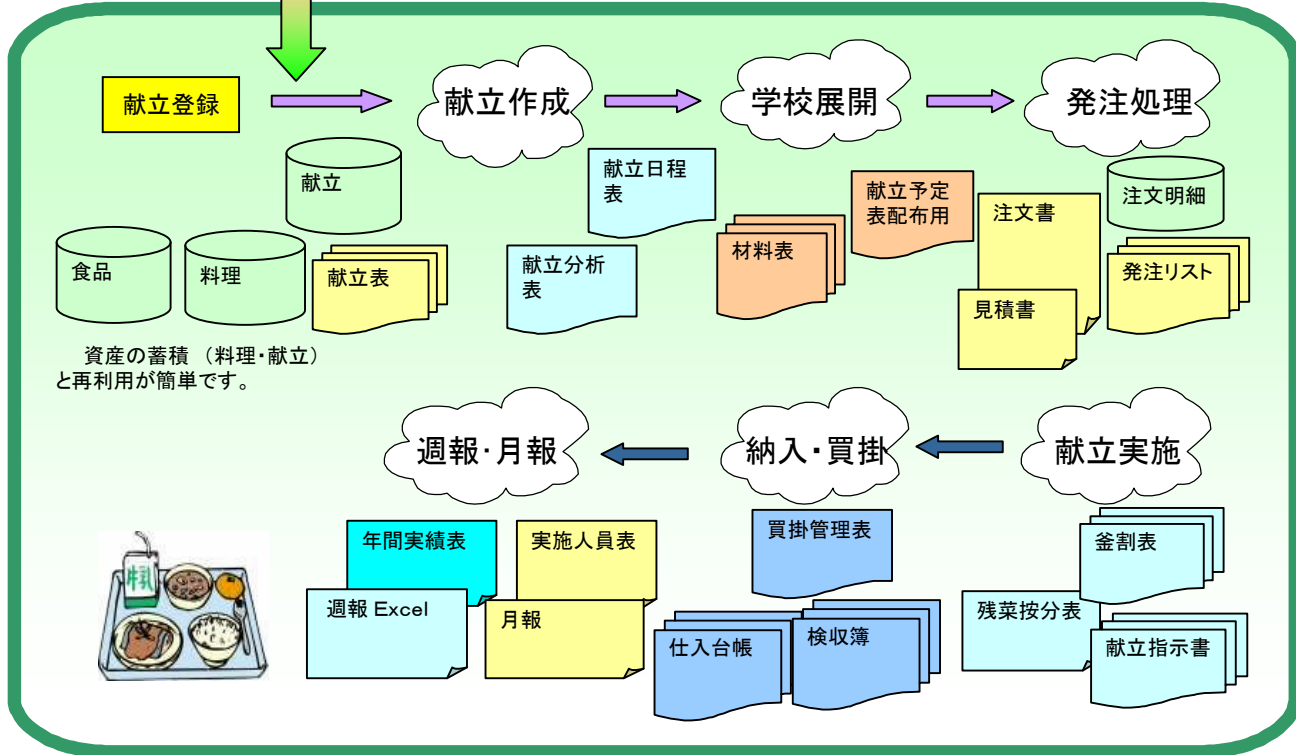 献立登録
献立作成
学校展開
発注処理
献立
食品
料理
献立表
献立日程
表
献立分析
表
材料表
献立予定
表配布用
注文書
見積書
注文明細
発注リスト
資産の蓄積 （料理・献立）
と再利用が簡単です。
週報・月報
納入・買掛
献立実施
年間実績表
週報 Excel
実施人員表
月報
買掛管理表
仕入台帳
検収簿
釜割表
残菜按分表
献立指示書
牛乳